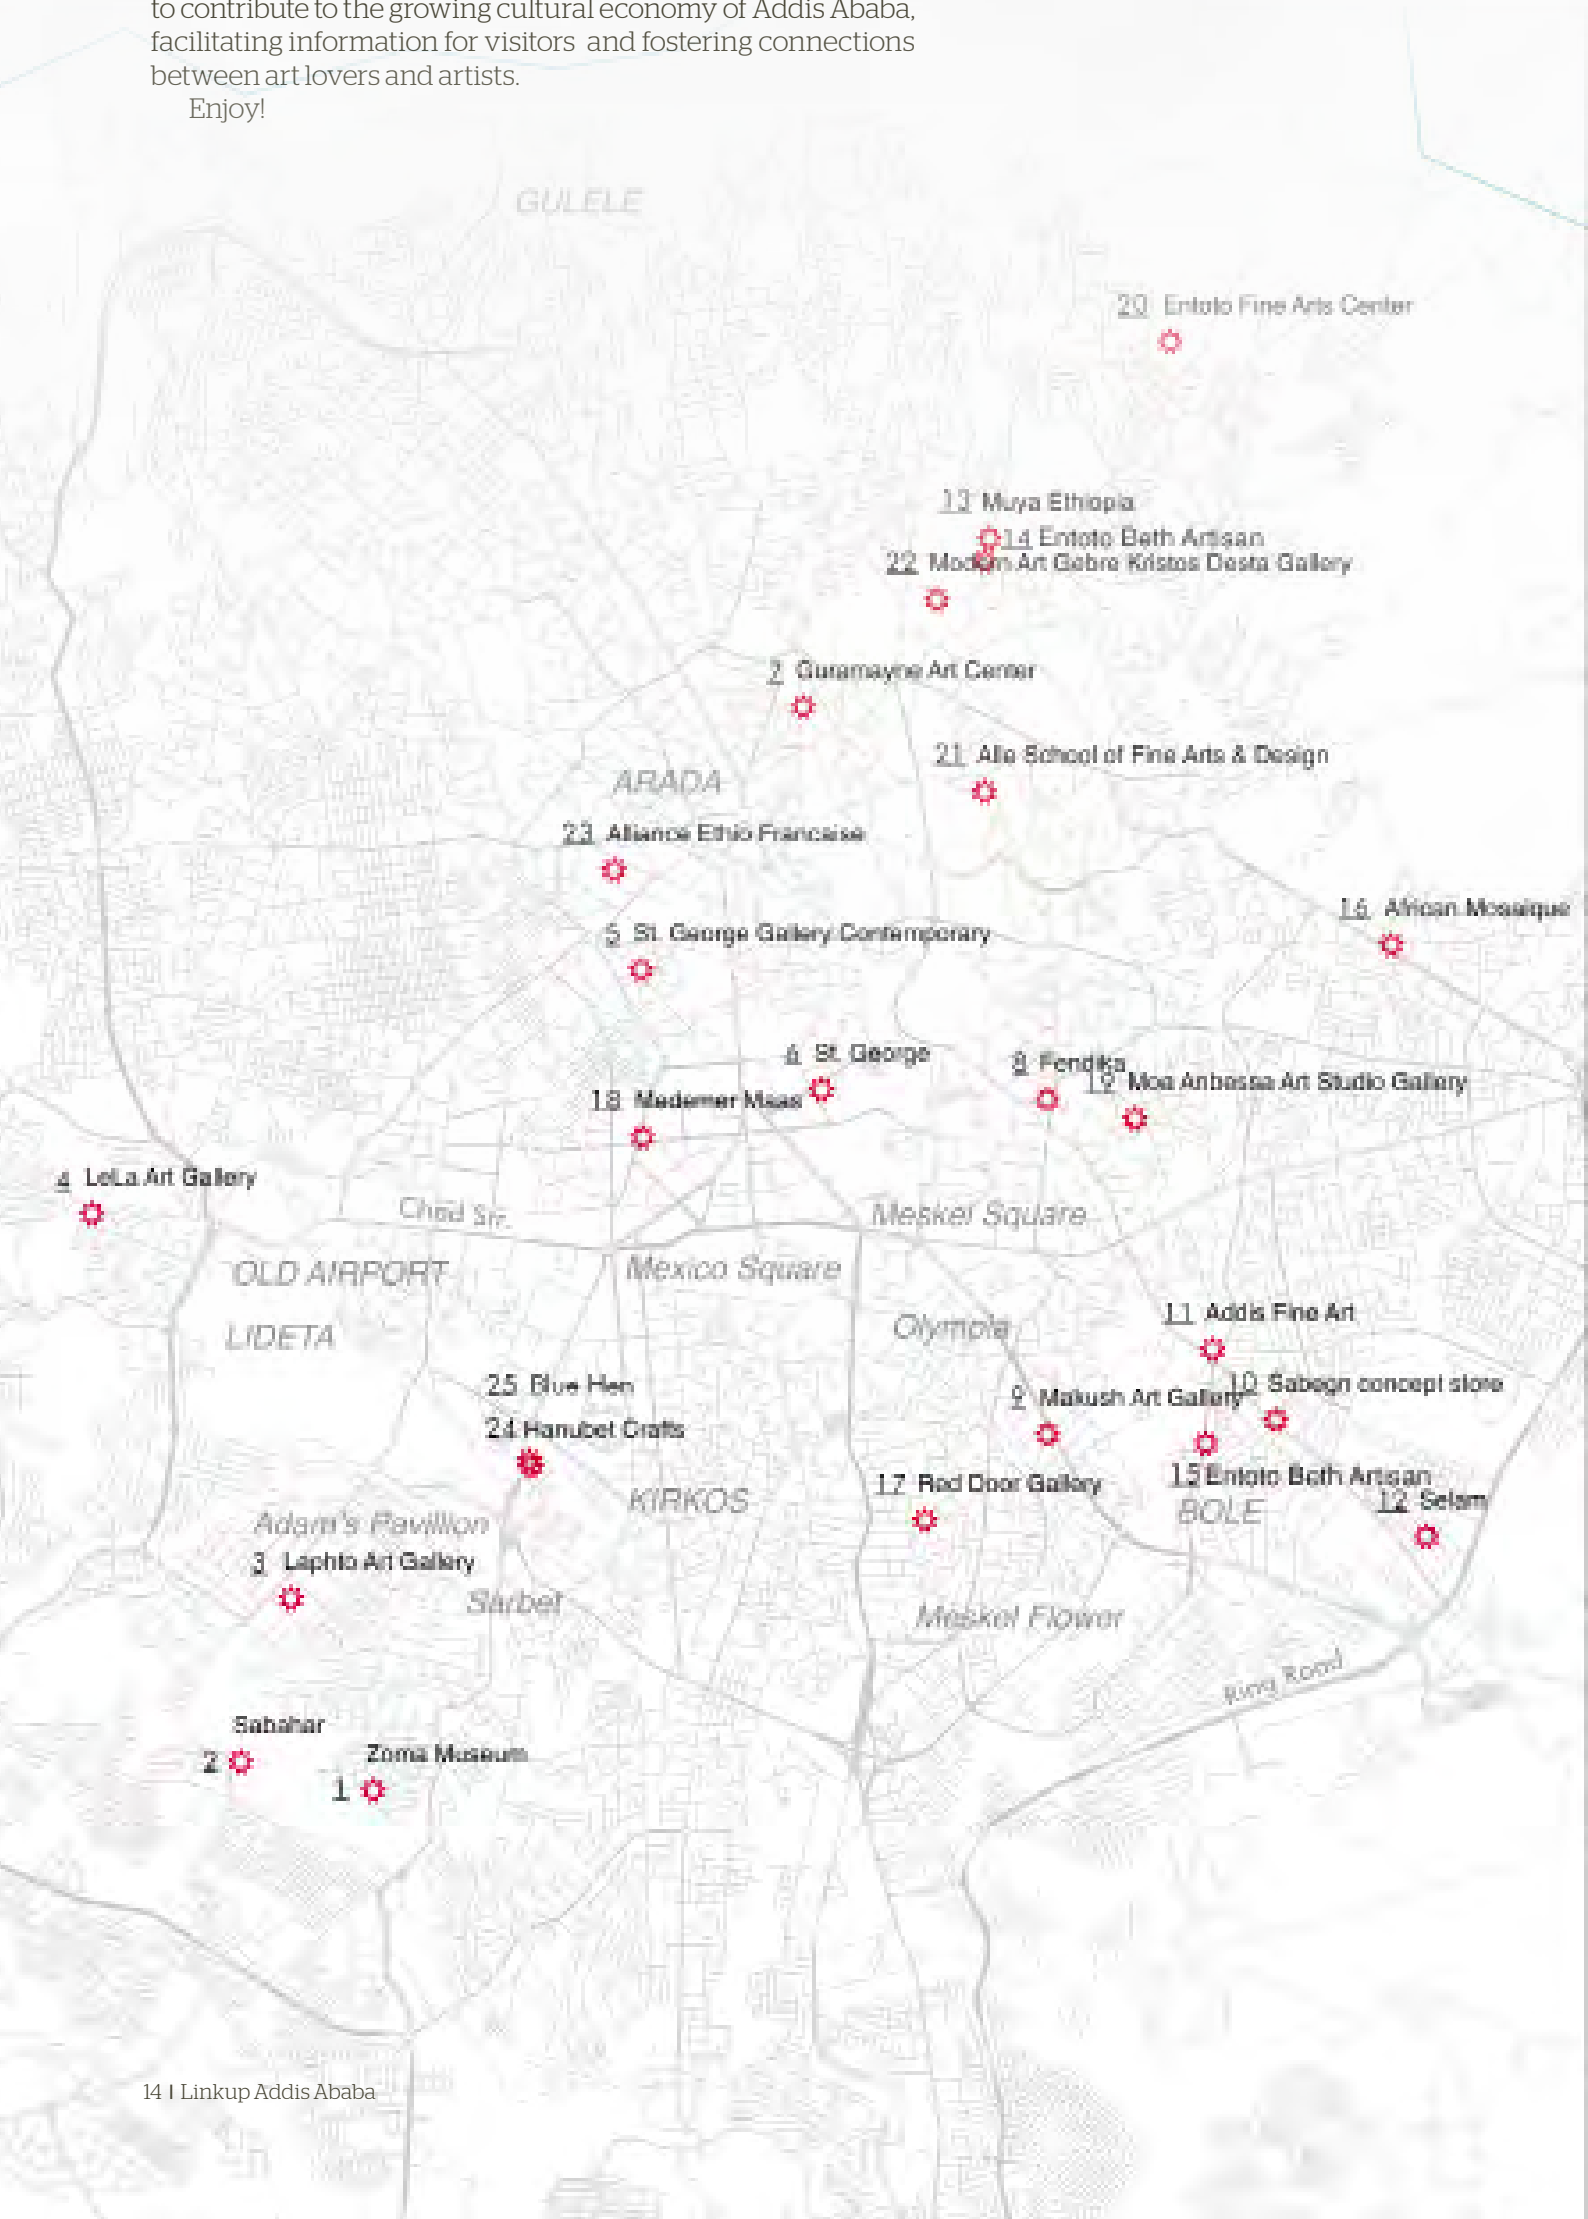 to contribute to the growing cultural economy of Addis Ababa,
facilitating information for visitors and fostering connections
between art lovers and artists.
Enjoy!
GULELE
20 Entoto Fine Arts Center
13 Muya Ethiopia
14 Entoto Beth Artisan
22 Modern Art Gebre Kristos Desta Gallery
7 Guramayne Art Center
21 Alle School of Fine Arts & Design
ARADA
23 Alliance Ethio Francaise
16 African Mosaique
5 St. George Gallery Contemporary
6 St. George
8 Fendika
19 Moa Anbessa Art Studio Gallery
18 Medemer Maas
4 LeLa Art Gallery
Chad Str.
Meskel Square
OLD AIRPORT
Mexico Square
LIDETA
Olympia
11 Addis Fine Art
25 Blue Hen
10 Sabegn concept store
9 Makush Art Gallery
24 Hanubet Crafts
15 Entoto Beth Artisan
17 Red Door Gallery
KIRKOS
BOLE
12 Selam
Adam's Pavillion
3 Laphto Art Gallery
Sarbet
Meskel Flower
Ring Road
Sabahar
2
Zoma Museum
1
14 I Linkup Addis Ababa